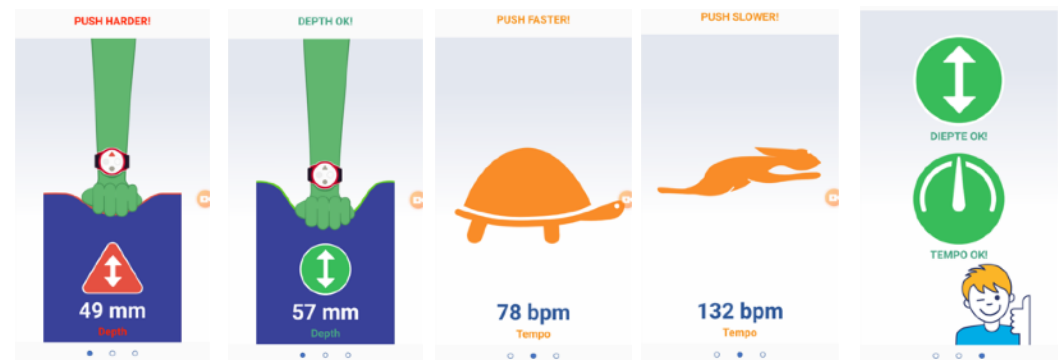 PUSH HARDER!
49 mm
Depth
DEPTH OK!
57 mm
Depth
PUSH FASTER!
78 bpm
Tempo
PUSH SLOWER!
132 bpm
Tempo
DIEPTE OK!
TEMPO OK!